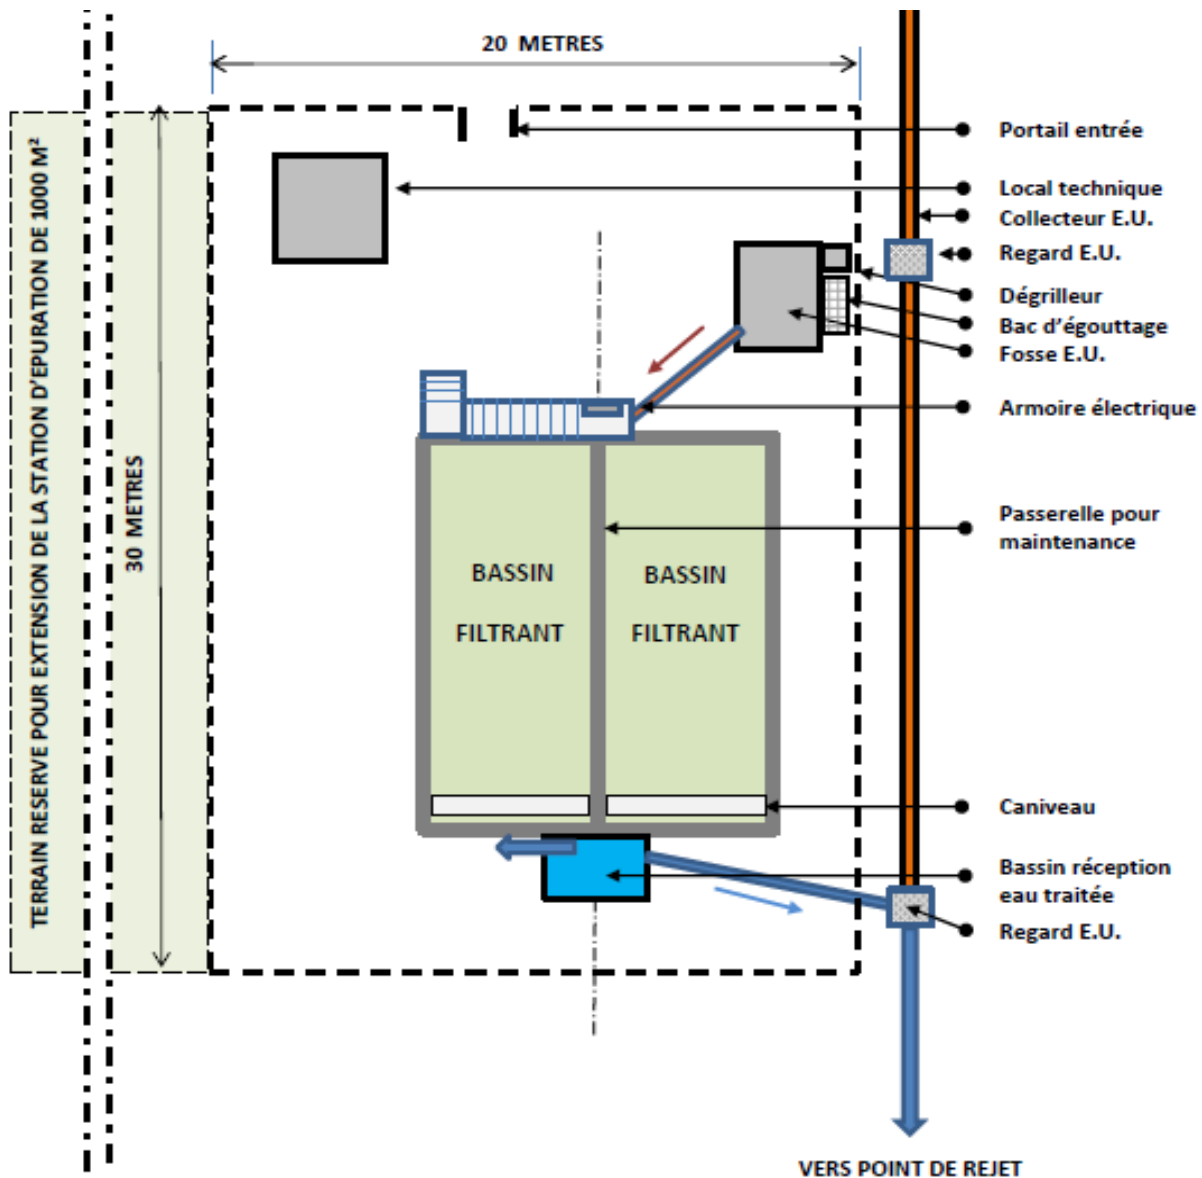 20 METRES
Portail entrée
Local technique
Collecteur E.U.
Regard E.U.
Dégrilleur
Bac d'égouttage
Fosse E.U.
Armoire électrique
TERRAIN RESERVE POUR EXTENSION DE LA STATION D'EPURATION DE 1000 M²
30 METRES
Passerelle pour
maintenance
BASSIN
FILTRANT
BASSIN
FILTRANT
Caniveau
Bassin réception
eau traitée
Regard E.U.
VERS POINT DE REJET